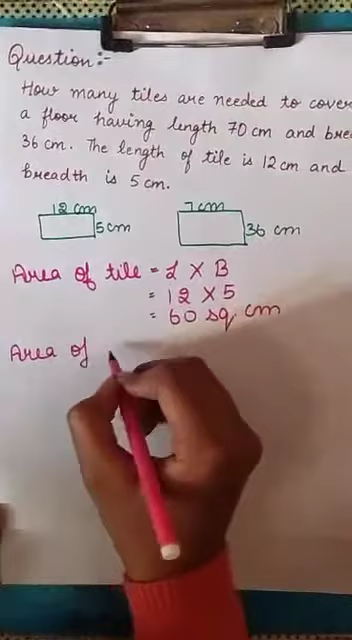 Question:-
How many tiles are needed to cover
a floor having length 70 cm and brea
36 cm. The length of tile is 12 cm and
breadth is 5 cm.
12 cm 7 cm
5 cm 36 cm
Area of tile = L X B
= 12 X 5
= 60 sq cm
Area of